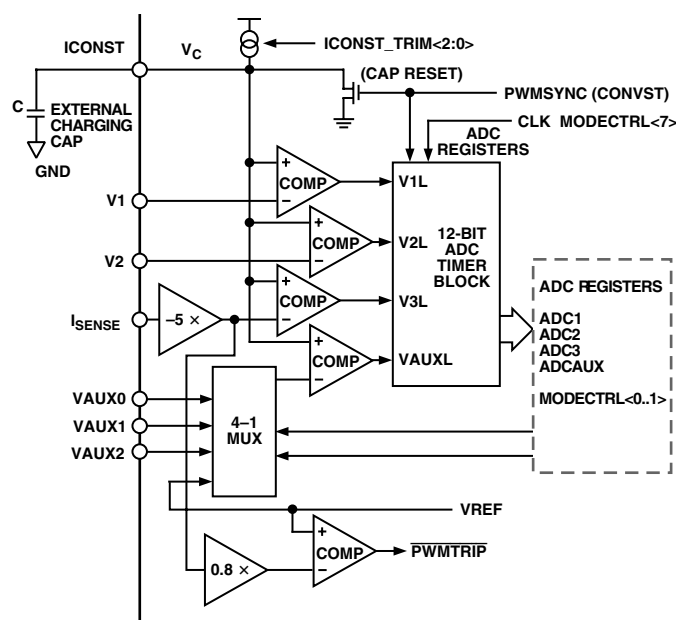 ICONST
VC
ICONST_TRIM<2:0>
(CAP RESET)
PWMSYNC (CONVST)
C
EXTERNAL
CHARGING
CAP
GND
CLK MODECTRL<7>
ADC
REGISTERS
+
COMP
–
V1L
V1
+
COMP
–
V2L
V2
12-BIT
ADC
TIMER
BLOCK
+
COMP
–
V3L
ISENSE
–5 ×
+
COMP
–
VAUXL
ADC REGISTERS
ADC1
ADC2
ADC3
ADCAUX
MODECTRL<0..1>
VAUX0
VAUX1
VAUX2
4–1
MUX
VREF
+
COMP
–
PWMTRIP
0.8 ×